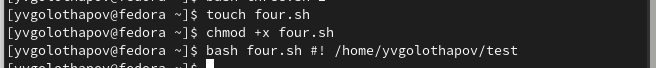 [yvgolothapov@fedora ~]$ touch four.sh
[yvgolothapov@fedora ~]$ chmod +x four.sh
[yvgolothapov@fedora ~]$ bash four.sh #! /home/yvgolothapov/test
[yvgolothapov@fedora ~]$